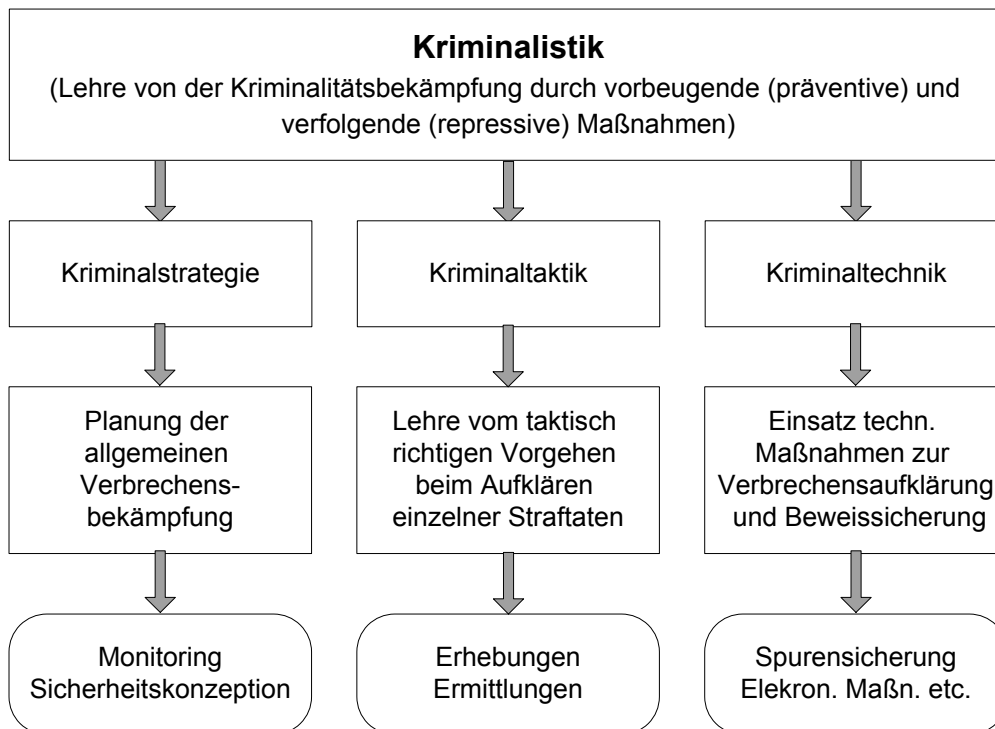 Kriminalistik
(Lehre von der Kriminalitätsbekämpfung durch vorbeugende (präventive) und
verfolgende (repressive) Maßnahmen)
Kriminalstrategie
Kriminaltaktik
Kriminaltechnik
Planung der
allgemeinen
Verbrechens-
bekämpfung
Lehre vom taktisch
richtigen Vorgehen
beim Aufklären
einzelner Straftaten
Einsatz techn.
Maßnahmen zur
Verbrechensaufklärung
und Beweissicherung
Monitoring
Sicherheitskonzeption
Erhebungen
Ermittlungen
Spurensicherung
Elekron. Maßn. etc.